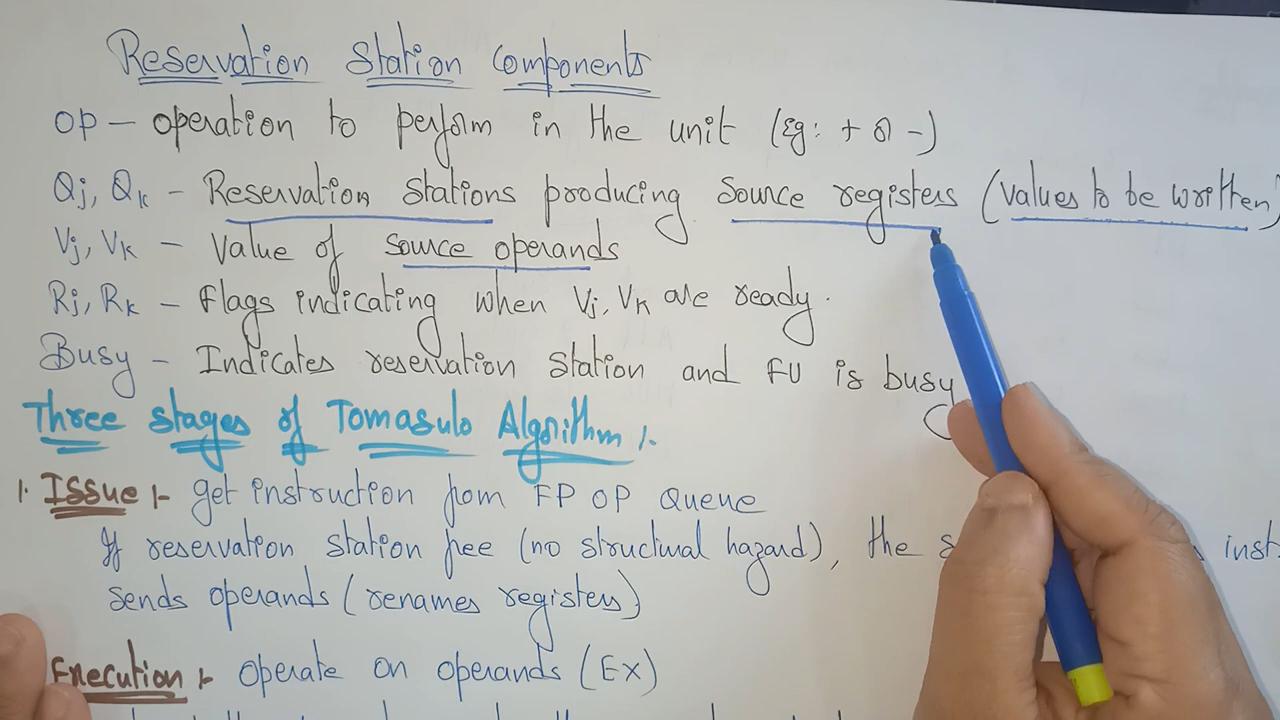 Reservation Station Components
OP – operation to perform in the unit (Eg: + or -)
Qj, Qk – Reservation stations producing source registers (values to be written)
Vj, Vk – Value of source operands
Rj, Rk – Flags indicating when Vj, Vk are ready.
Busy – Indicates reservation station and FU is busy
Three stages of Tomasulo Algorithm :-
1. Issue :- get instruction from FP OP Queue
If reservation station free (no structural hazard), the
sends operands (renames registers)
Execution :- operate on operands (EX)